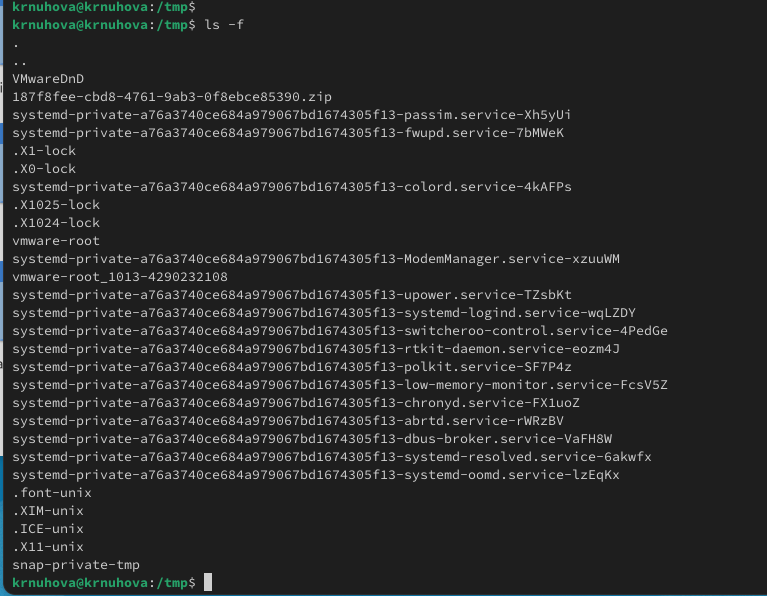 krnuhova@krnuhova:/tmp$
krnuhova@krnuhova:/tmp$ ls -f
.
..
VMwareDnD
187f8fee-cbd8-4761-9ab3-0f8ebce85390.zip
systemd-private-a76a3740ce684a979067bd1674305f13-passim.service-Xh5yUi
systemd-private-a76a3740ce684a979067bd1674305f13-fwupd.service-7bMWeK
.X1-lock
.X0-lock
systemd-private-a76a3740ce684a979067bd1674305f13-colord.service-4kAFPs
.X1025-lock
.X1024-lock
vmware-root
systemd-private-a76a3740ce684a979067bd1674305f13-ModemManager.service-xzuuWM
vmware-root_1013-4290232108
systemd-private-a76a3740ce684a979067bd1674305f13-upower.service-TZsbKt
systemd-private-a76a3740ce684a979067bd1674305f13-systemd-logind.service-wqLZDY
systemd-private-a76a3740ce684a979067bd1674305f13-switcheroo-control.service-4PedGe
systemd-private-a76a3740ce684a979067bd1674305f13-rtkit-daemon.service-eozm4J
systemd-private-a76a3740ce684a979067bd1674305f13-polkit.service-SF7P4z
systemd-private-a76a3740ce684a979067bd1674305f13-low-memory-monitor.service-FcsV5Z
systemd-private-a76a3740ce684a979067bd1674305f13-chronyd.service-FX1uoZ
systemd-private-a76a3740ce684a979067bd1674305f13-abrtd.service-rWRzBV
systemd-private-a76a3740ce684a979067bd1674305f13-dbus-broker.service-VaFH8W
systemd-private-a76a3740ce684a979067bd1674305f13-systemd-resolved.service-6akwfx
systemd-private-a76a3740ce684a979067bd1674305f13-systemd-oomd.service-lzEqKx
.font-unix
.XIM-unix
.ICE-unix
.X11-unix
snap-private-tmp
krnuhova@krnuhova:/tmp$